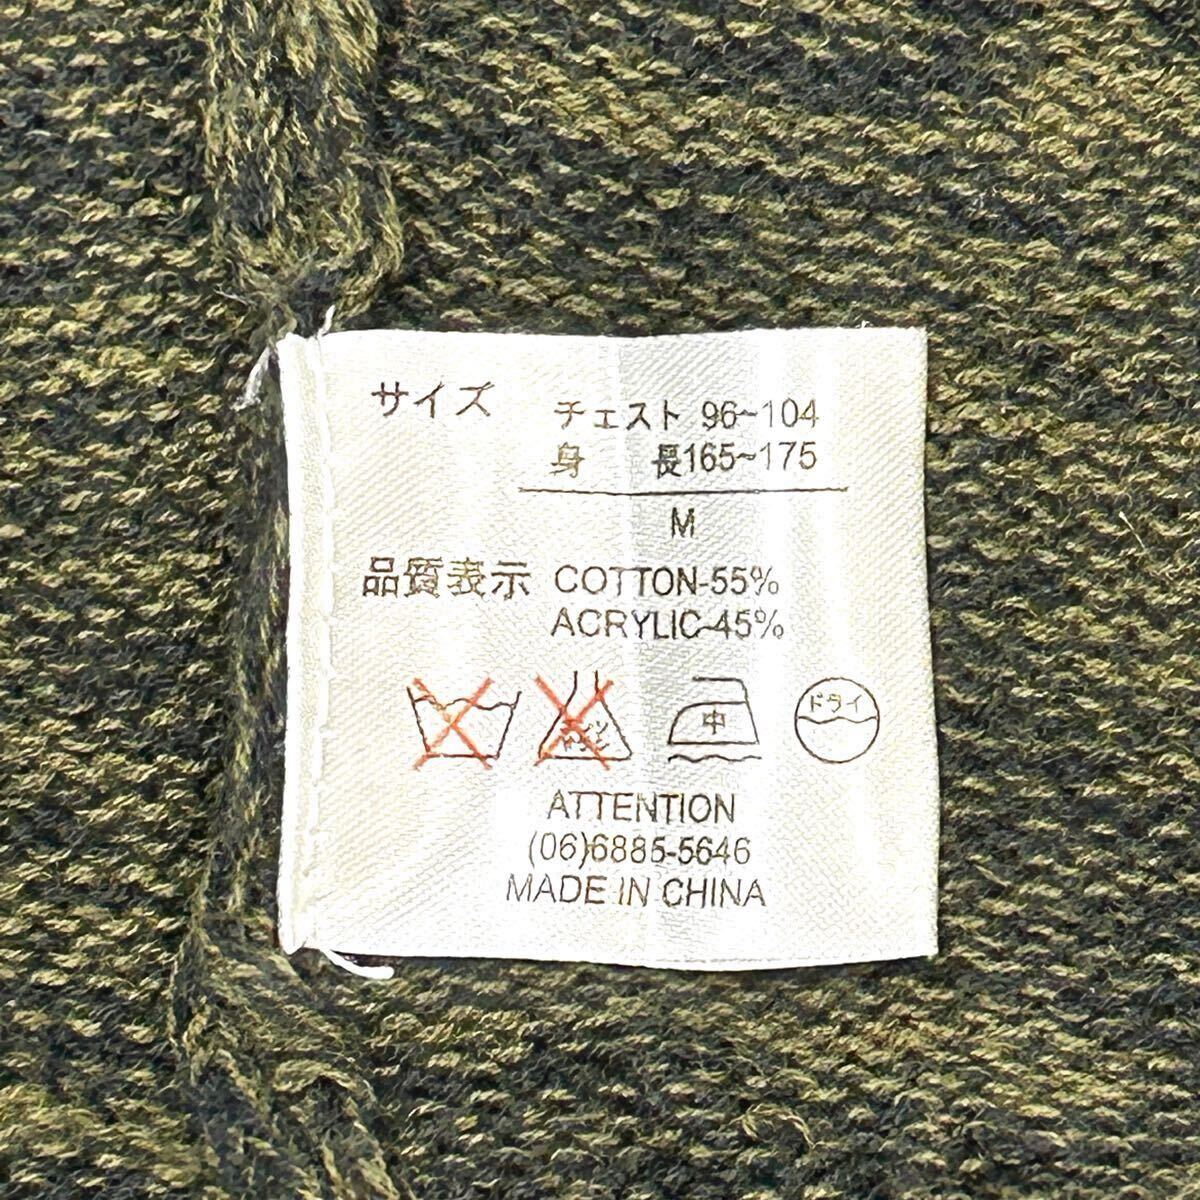 サイズ チェスト 96~104
身 長165~175
M
品質表示 COTTON-55%
ACRYLIC-45%
中 ドライ
ATTENTION
(06)6885-5646
MADE IN CHINA